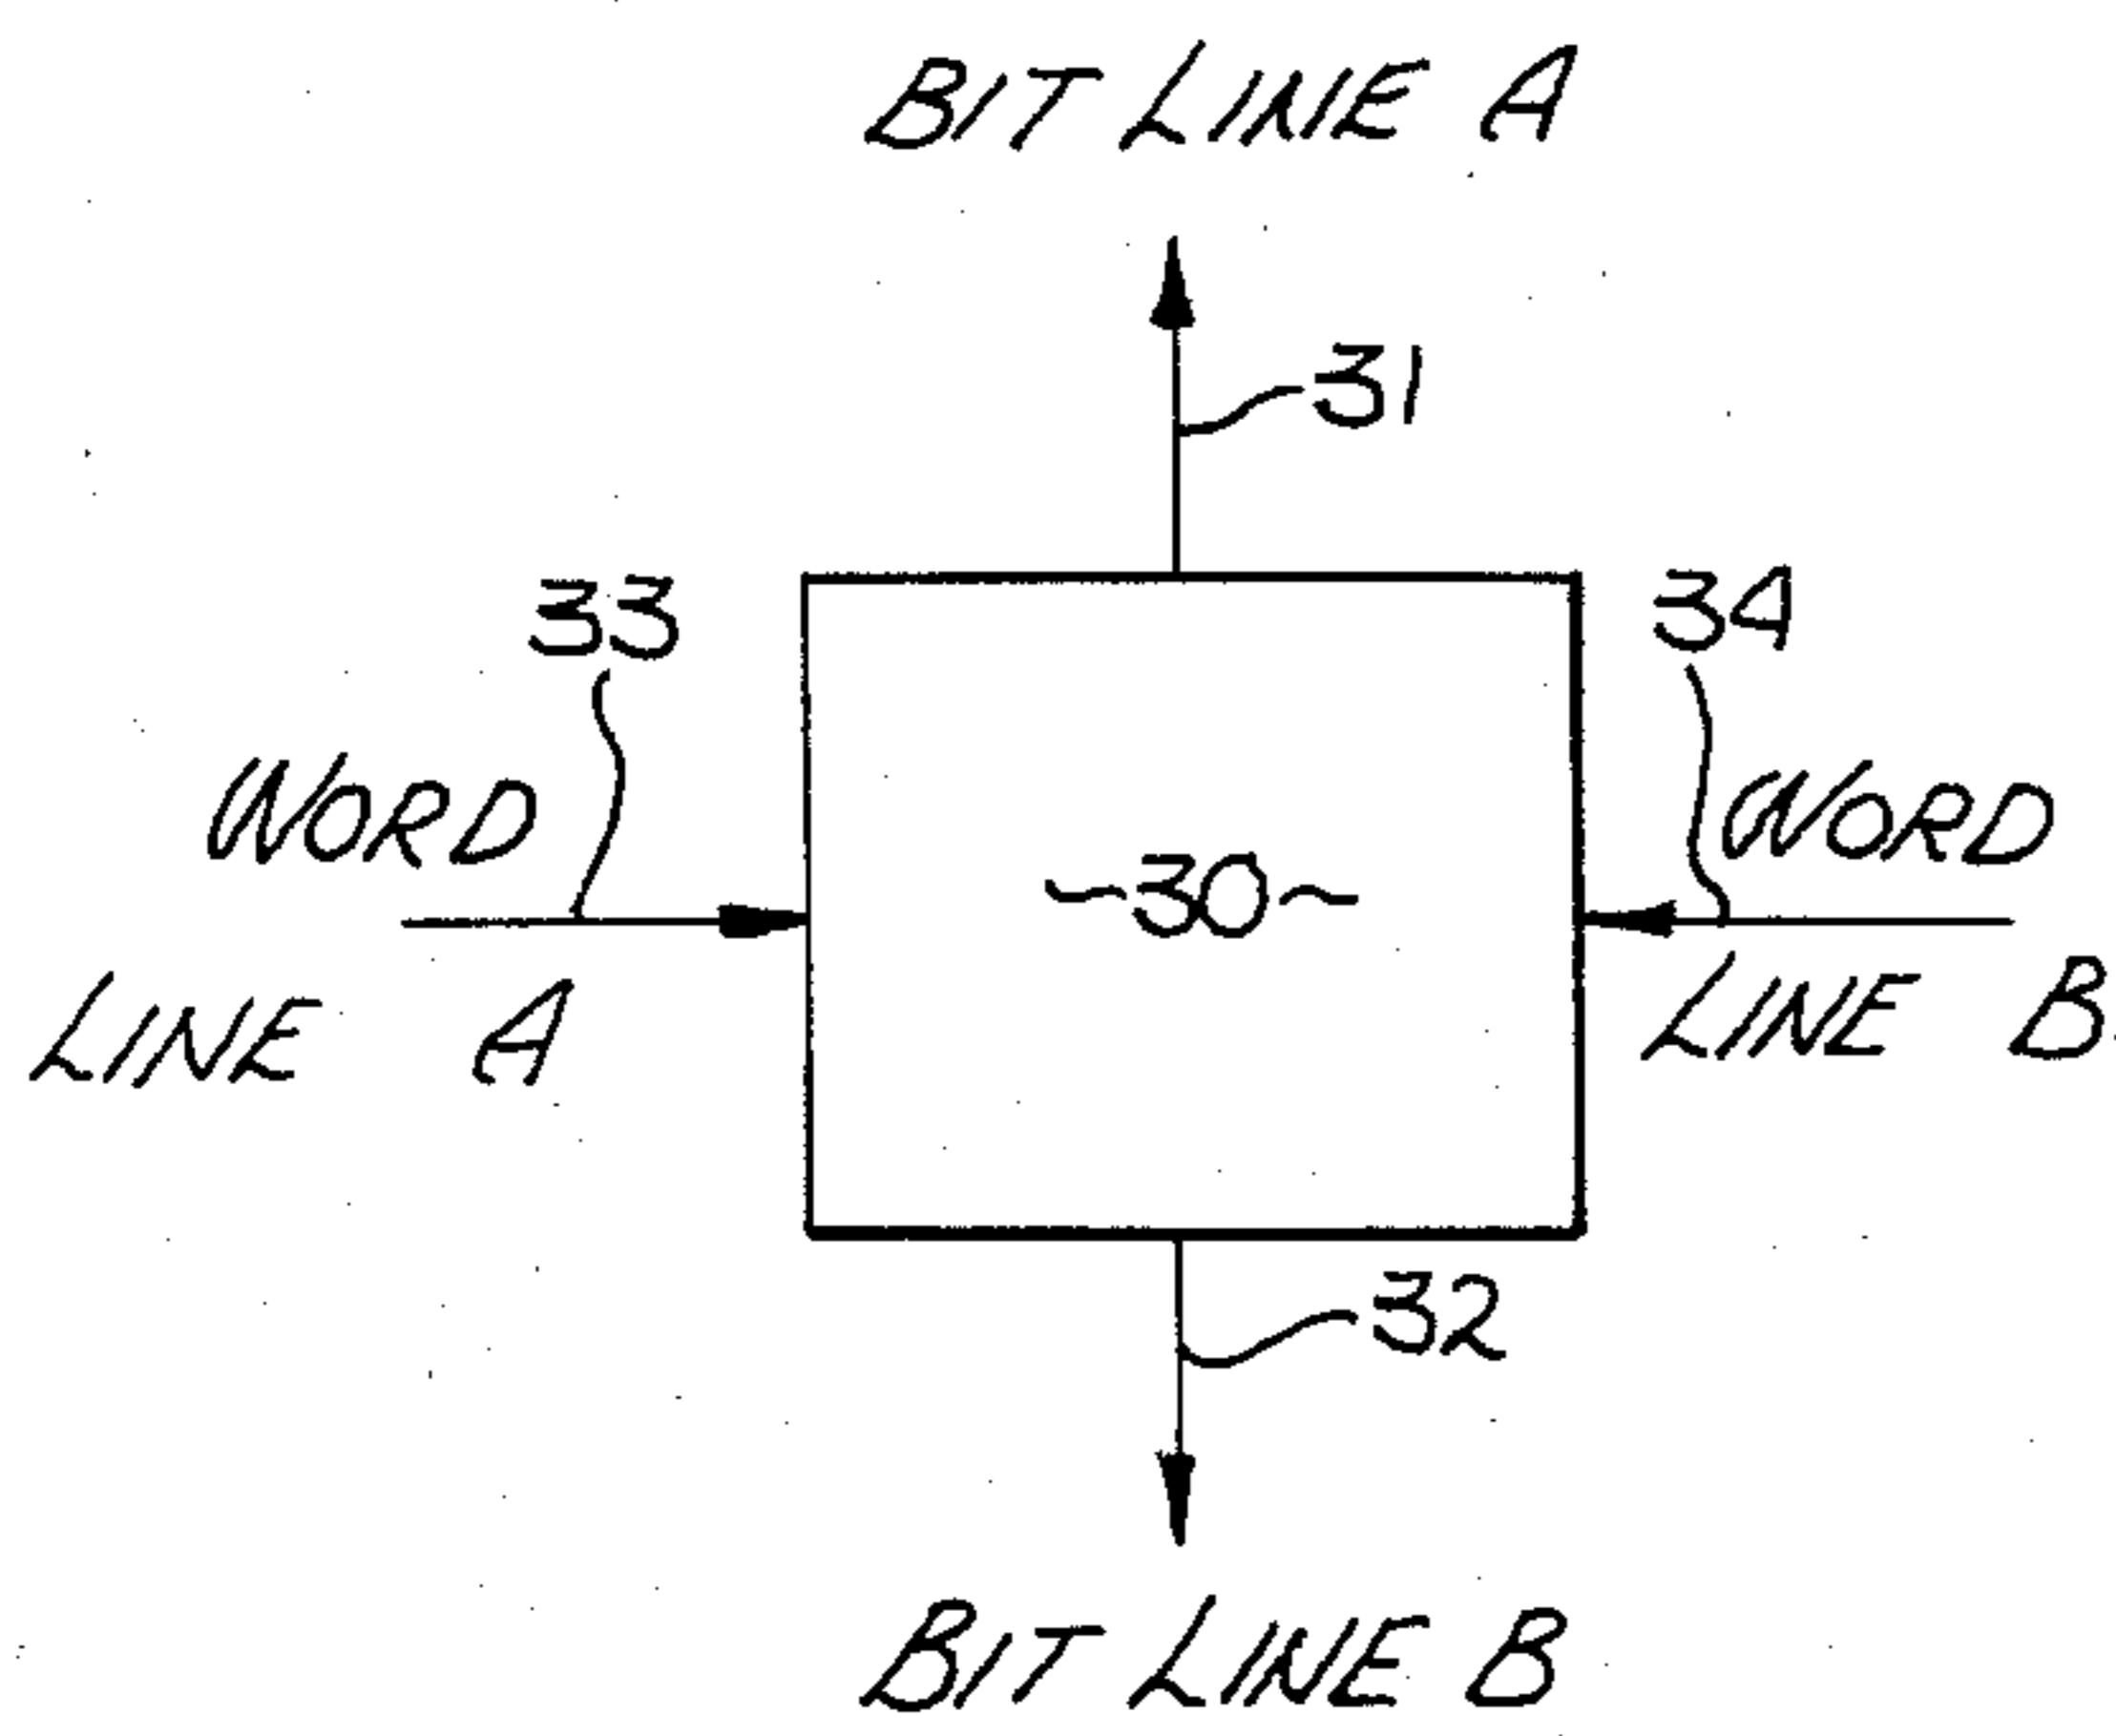 BIT LINE A
31
33
34
WORD
LINE A
~30~
WORD
LINE B.
32
BIT LINE B